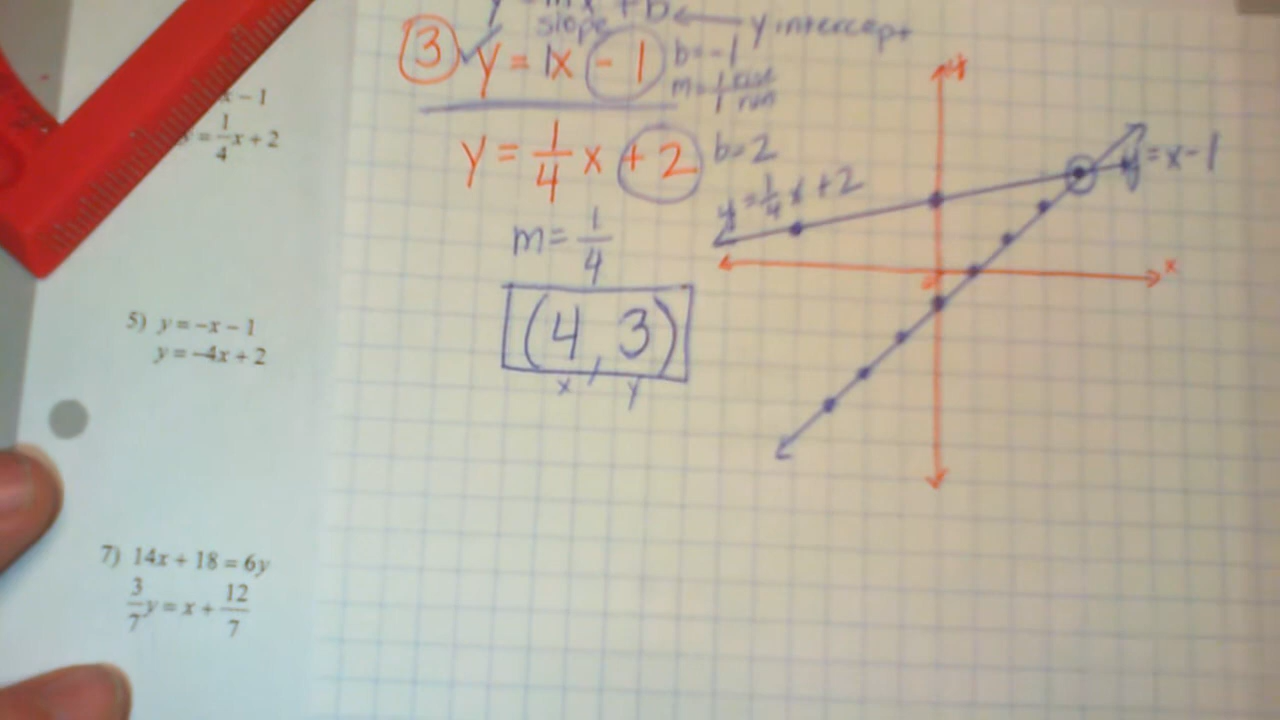 y = mx + b ← y intercept
slope
③ ✓ y = 1x - 1
b = -1
m = 1/1 rise/run
x - 1
y = 1/4 x + 2
y = 1/4 x + 2
b = 2
m = 1/4
(4, 3)
x, y
y
y = x - 1
y = 1/4 x + 2
x
5) y = -x - 1
y = -4x + 2
7) 14x + 18 = 6y
3/7 y = x + 12/7